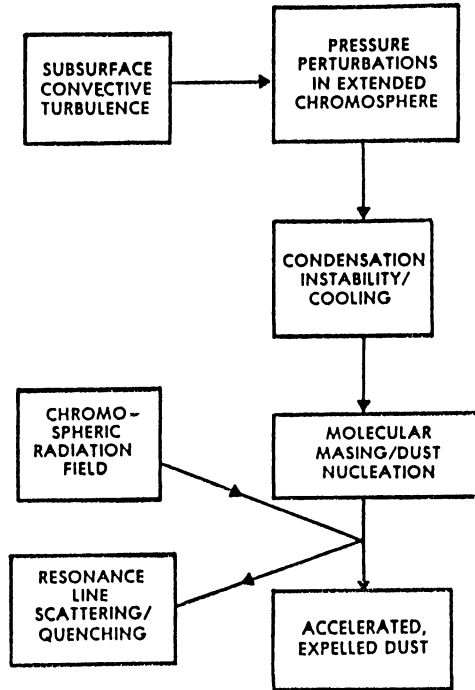 SUBSURFACE
CONVECTIVE
TURBULENCE
PRESSURE
PERTURBATIONS
IN EXTENDED
CHROMOSPHERE
CONDENSATION
INSTABILITY/
COOLING
CHROMO-
SPHERIC
RADIATION
FIELD
MOLECULAR
MASING/DUST
NUCLEATION
RESONANCE
LINE
SCATTERING/
QUENCHING
ACCELERATED,
EXPELLED DUST